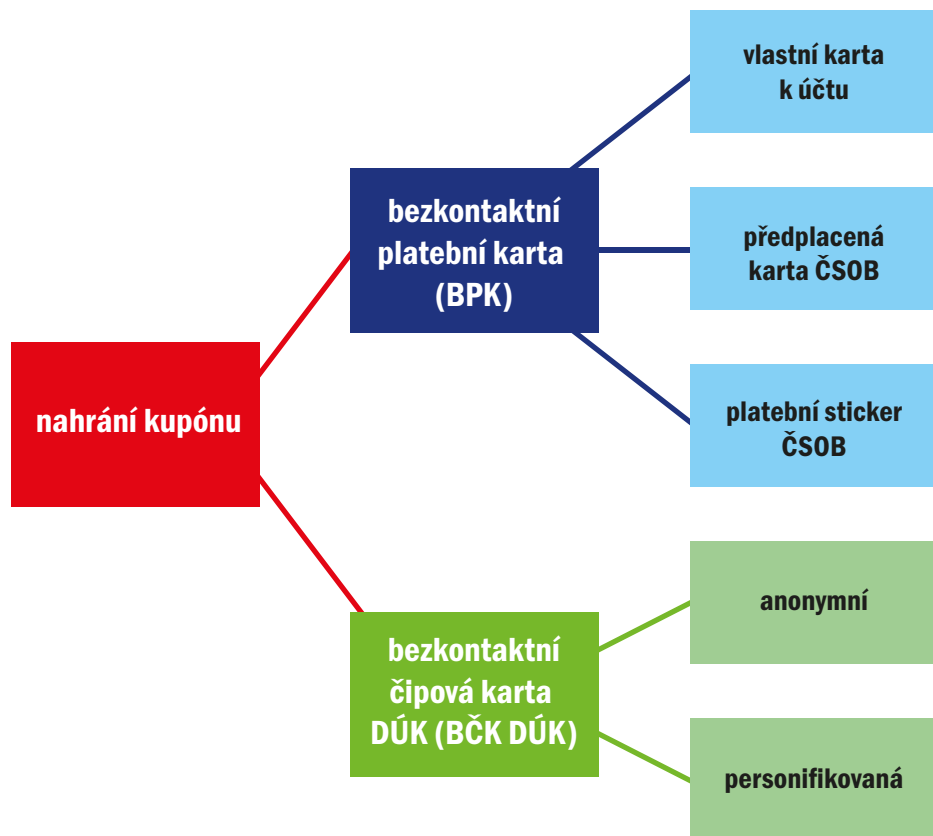 nahrání kupónu
bezkontaktní
platební karta
(BPK)
vlastní karta
k účtu
předplacená
karta ČSOB
platební sticker
ČSOB
bezkontaktní
čipová karta
DÚK (BČK DÚK)
anonymní
personifikovaná